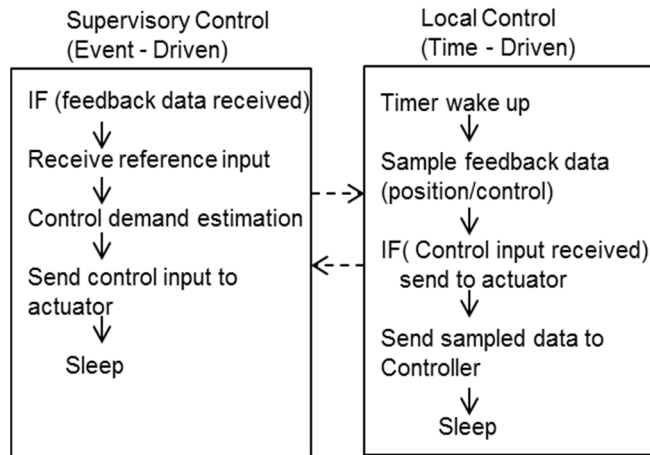 Supervisory Control
(Event - Driven)
IF (feedback data received)
Receive reference input
Control demand estimation
Send control input to
actuator
Sleep
Local Control
(Time - Driven)
Timer wake up
Sample feedback data
(position/control)
IF( Control input received)
send to actuator
Send sampled data to
Controller
Sleep